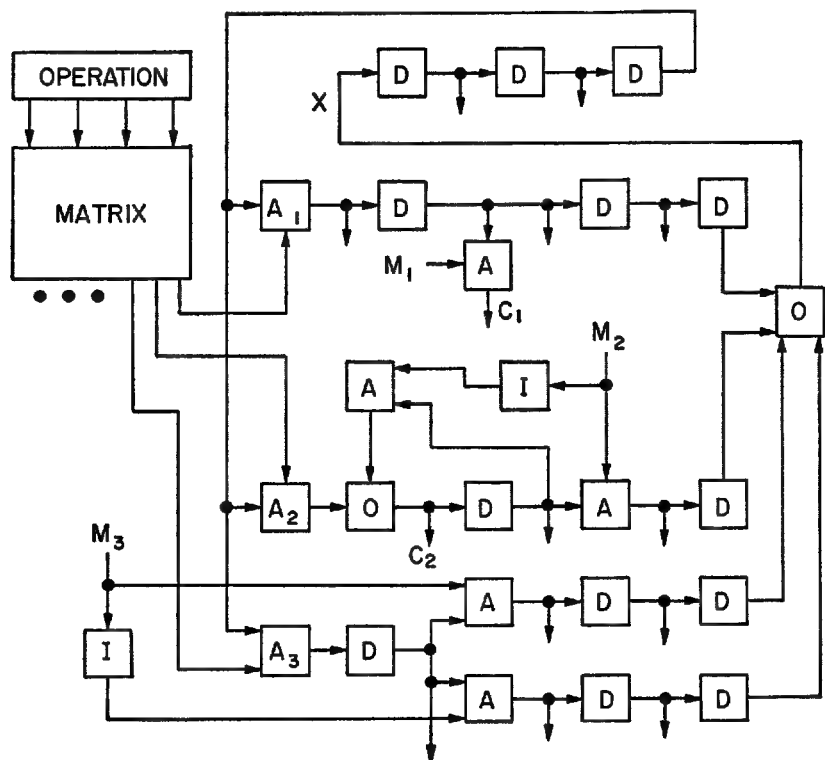 OPERATION
D D D
X
MATRIX
A₁ D D D
M₁ A
C₁
O
M₂
A I
A₂ O D A D
C₂
M₃
A D D
I A₃ D
A D D